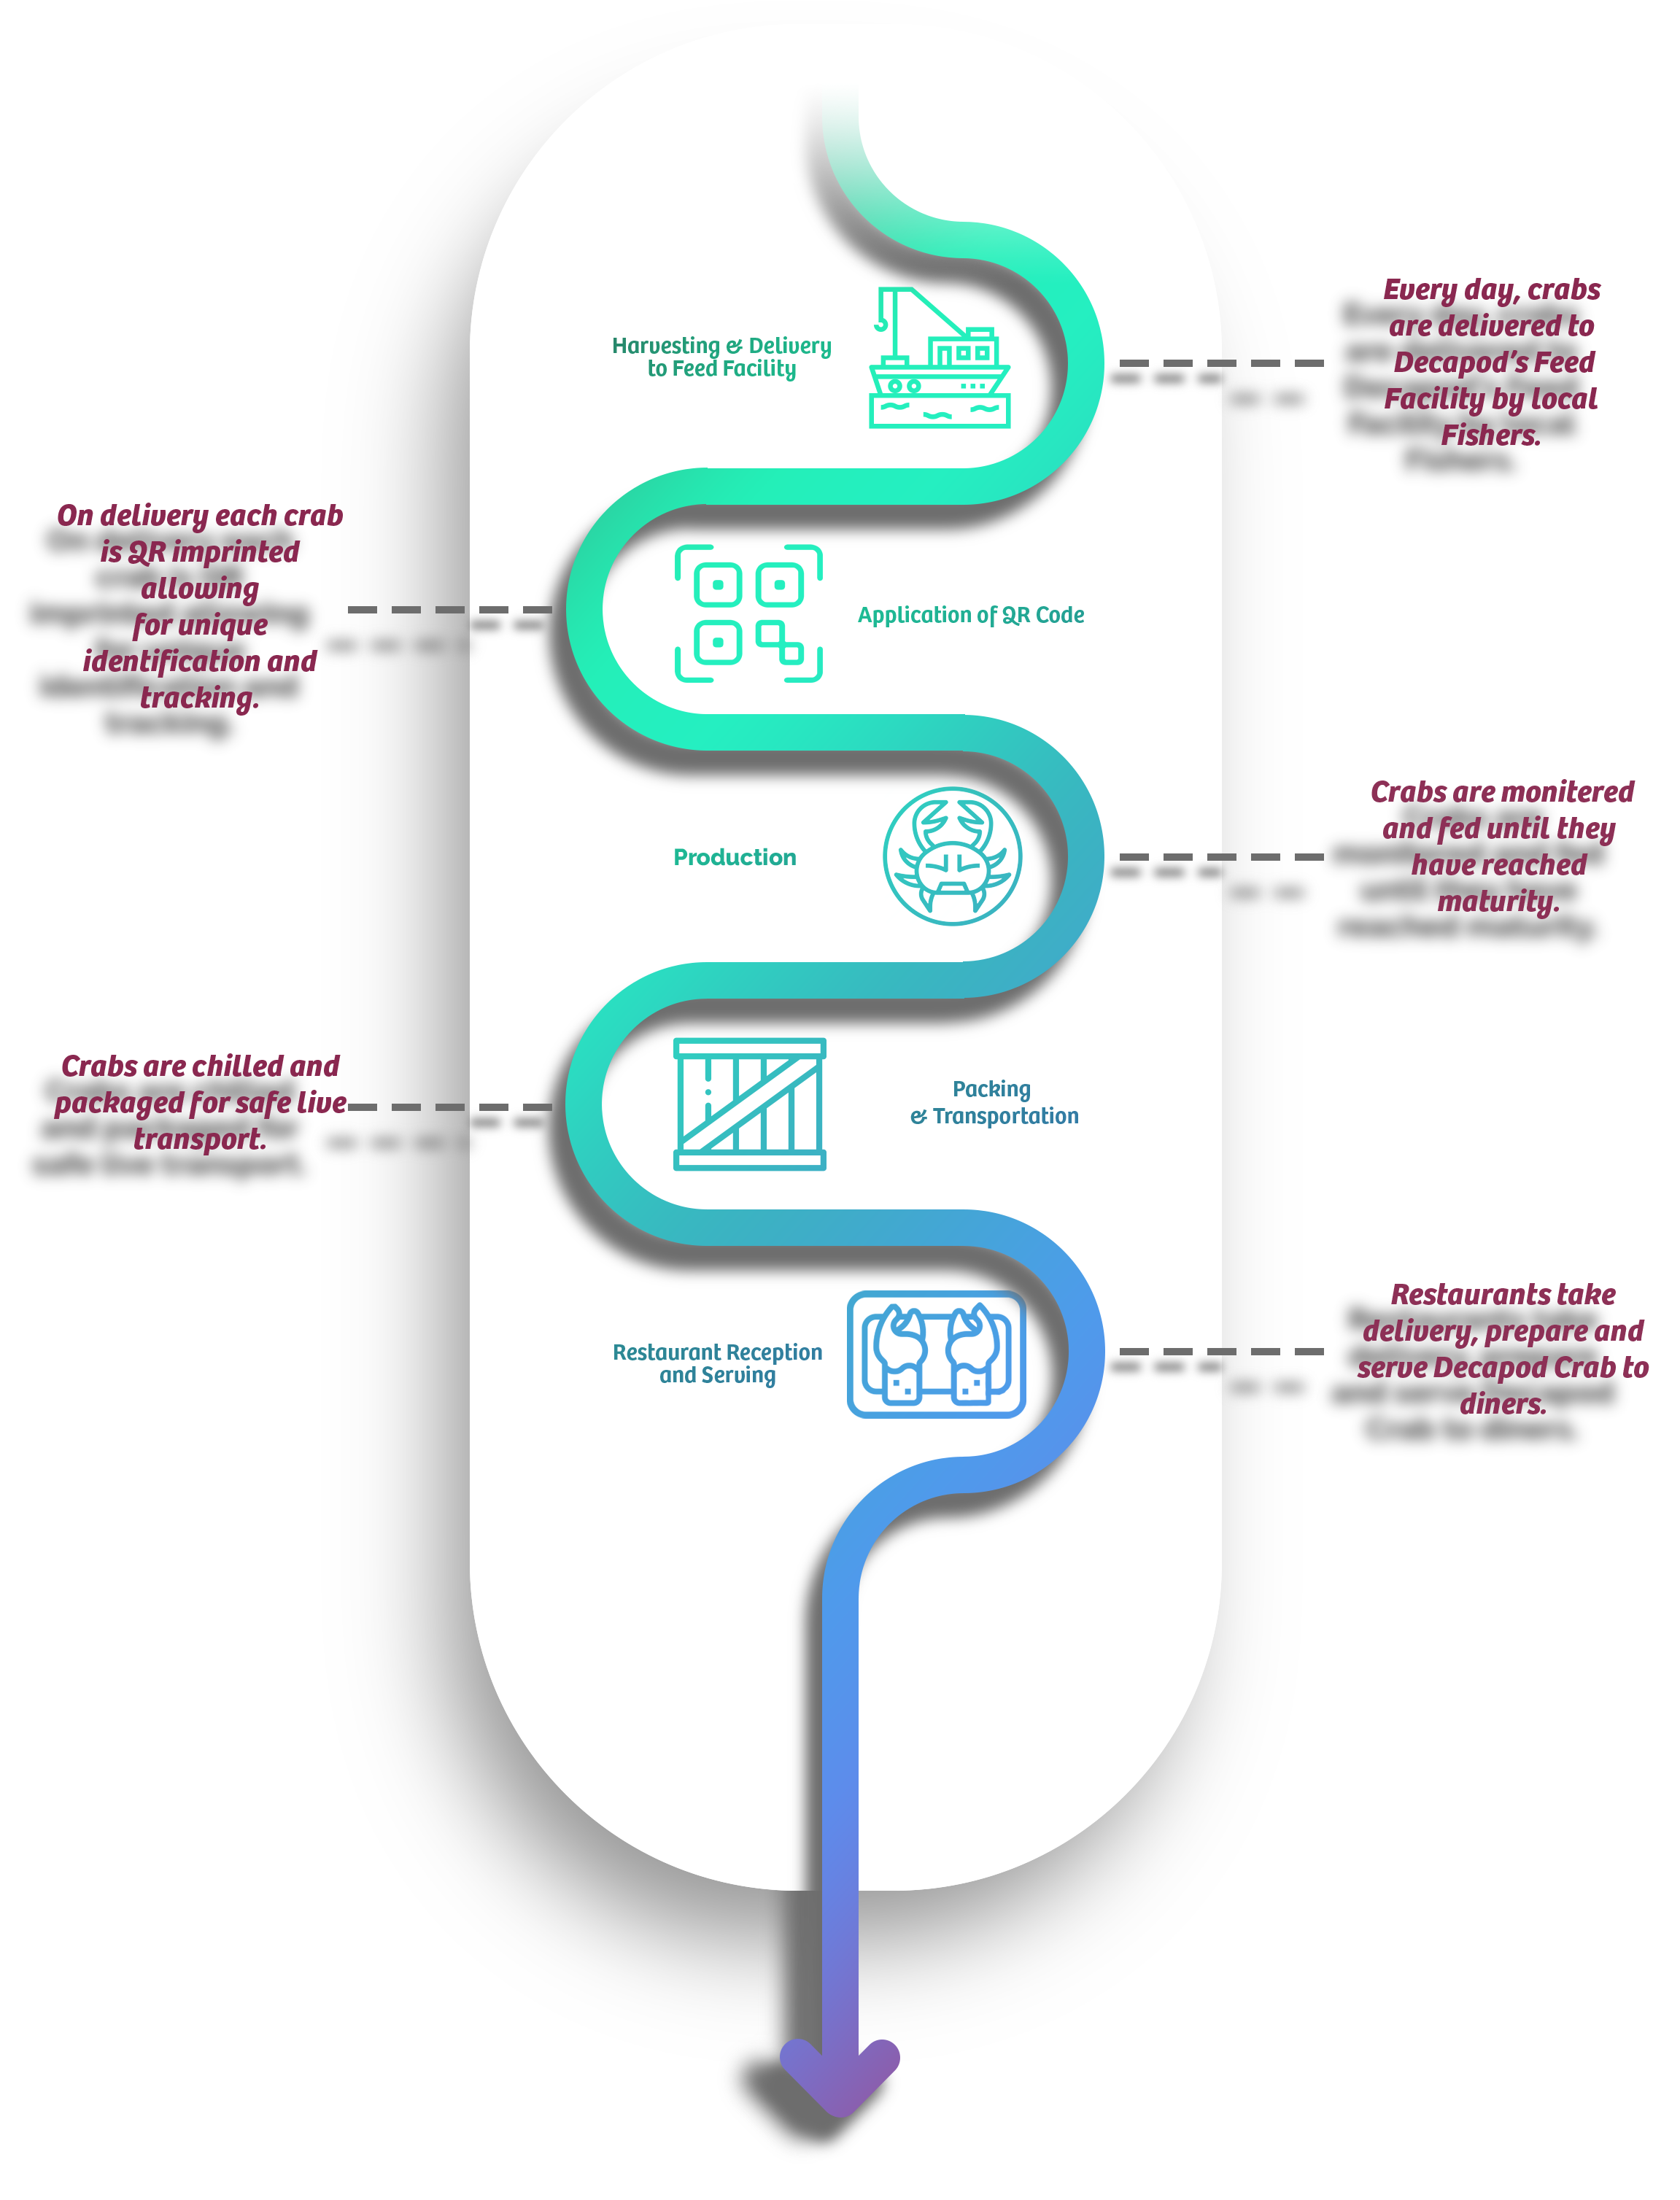 Every day, crabs
are delivered to
Decapod's Feed
Facility by local
Fishers.
Harvesting & Delivery
to Feed Facility
On delivery each crab
is QR imprinted
allowing
for unique
identification and
tracking.
Application of QR Code
Crabs are monitered
and fed until they
have reached
maturity.
Production
Crabs are chilled and
packaged for safe live
transport.
Packing
& Transportation
Restaurants take
delivery, prepare and
serve Decapod Crab to
diners.
Restaurant Reception
and Serving